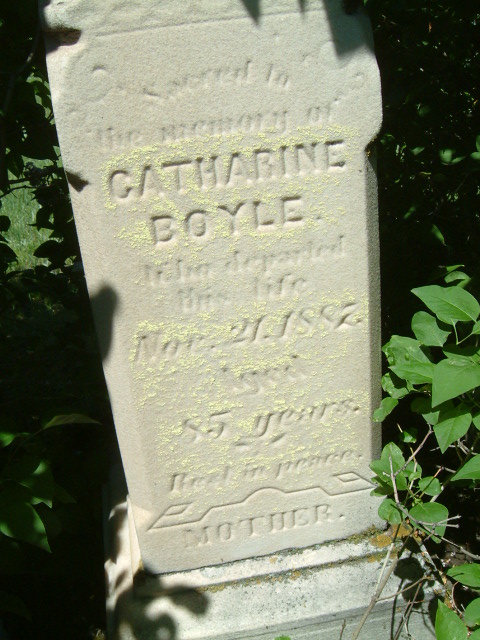 Sacred to
the memory of
CATHARINE
BOYLE.
Who departed
this life
Nov. 21. 1887.
Aged
85 years.
Rest in peace.
MOTHER.